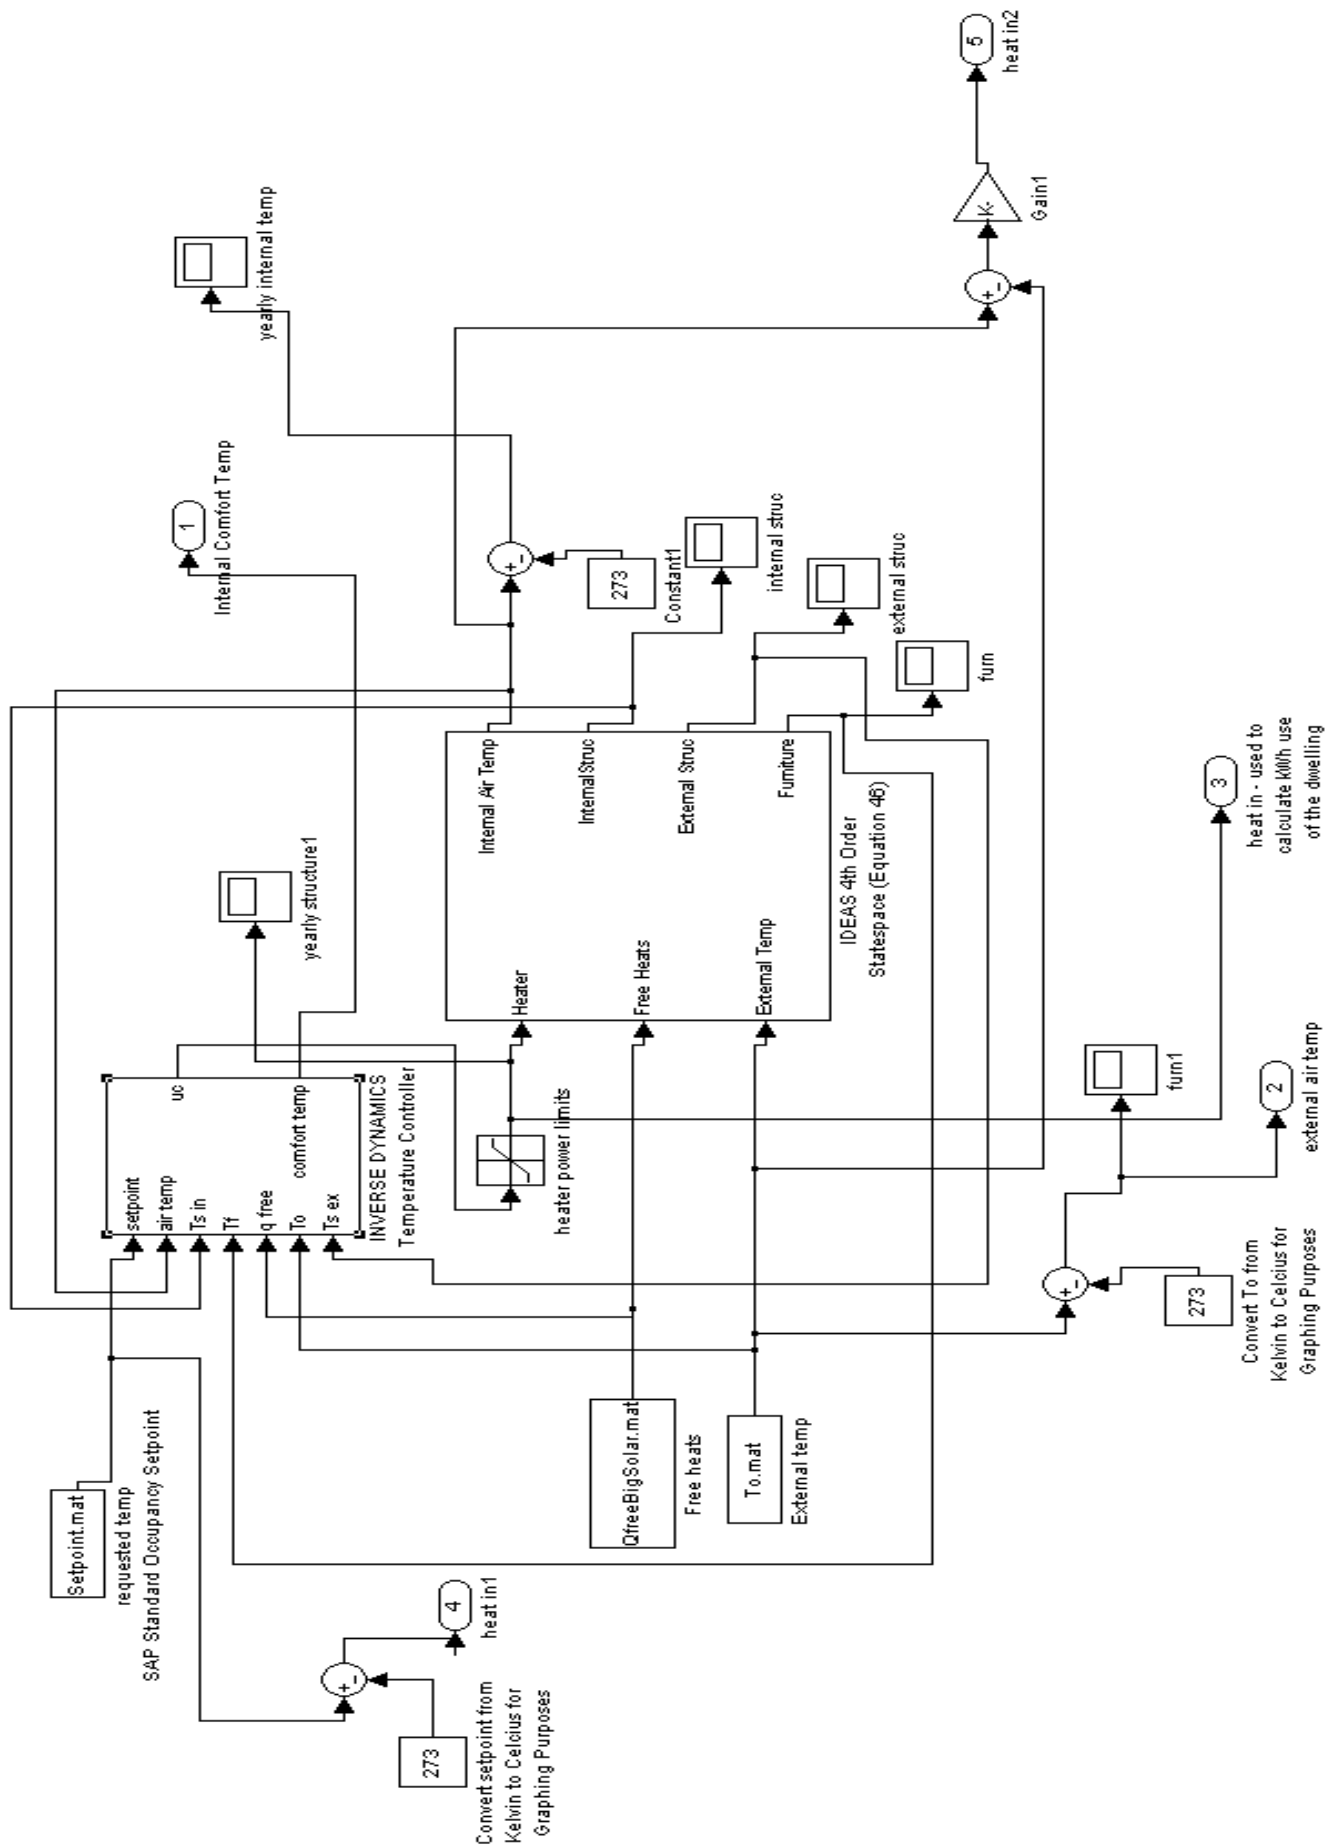 Setpoint.mat
requested temp
SAP Standard Occupancy Setpoint
273
Convert setpoint from
Kelvin to Celcius for
Graphing Purposes
4
heat in1
setpoint
air temp
Ts in
Tf
q free
To
Ts ex
uc
comfort temp
INVERSE DYNAMICS
Temperature Controller
yearly structure1
1
Internal Comfort Temp
yearly internal temp
heater power limits
QfreeBigSolar.mat
Free heats
To.mat
External temp
Heater
Free Heats
External Temp
Internal Air Temp
InternalStruc
External Struc
Furniture
IDEAS 4th Order
Statespace (Equation 46)
273
Constant1
internal struc
external struc
furn
K-
Gain1
5
heat in2
273
Convert To from
Kelvin to Celcius for
Graphing Purposes
furn1
2
external air temp
3
heat in - used to
calculate kWh use
of the dwelling